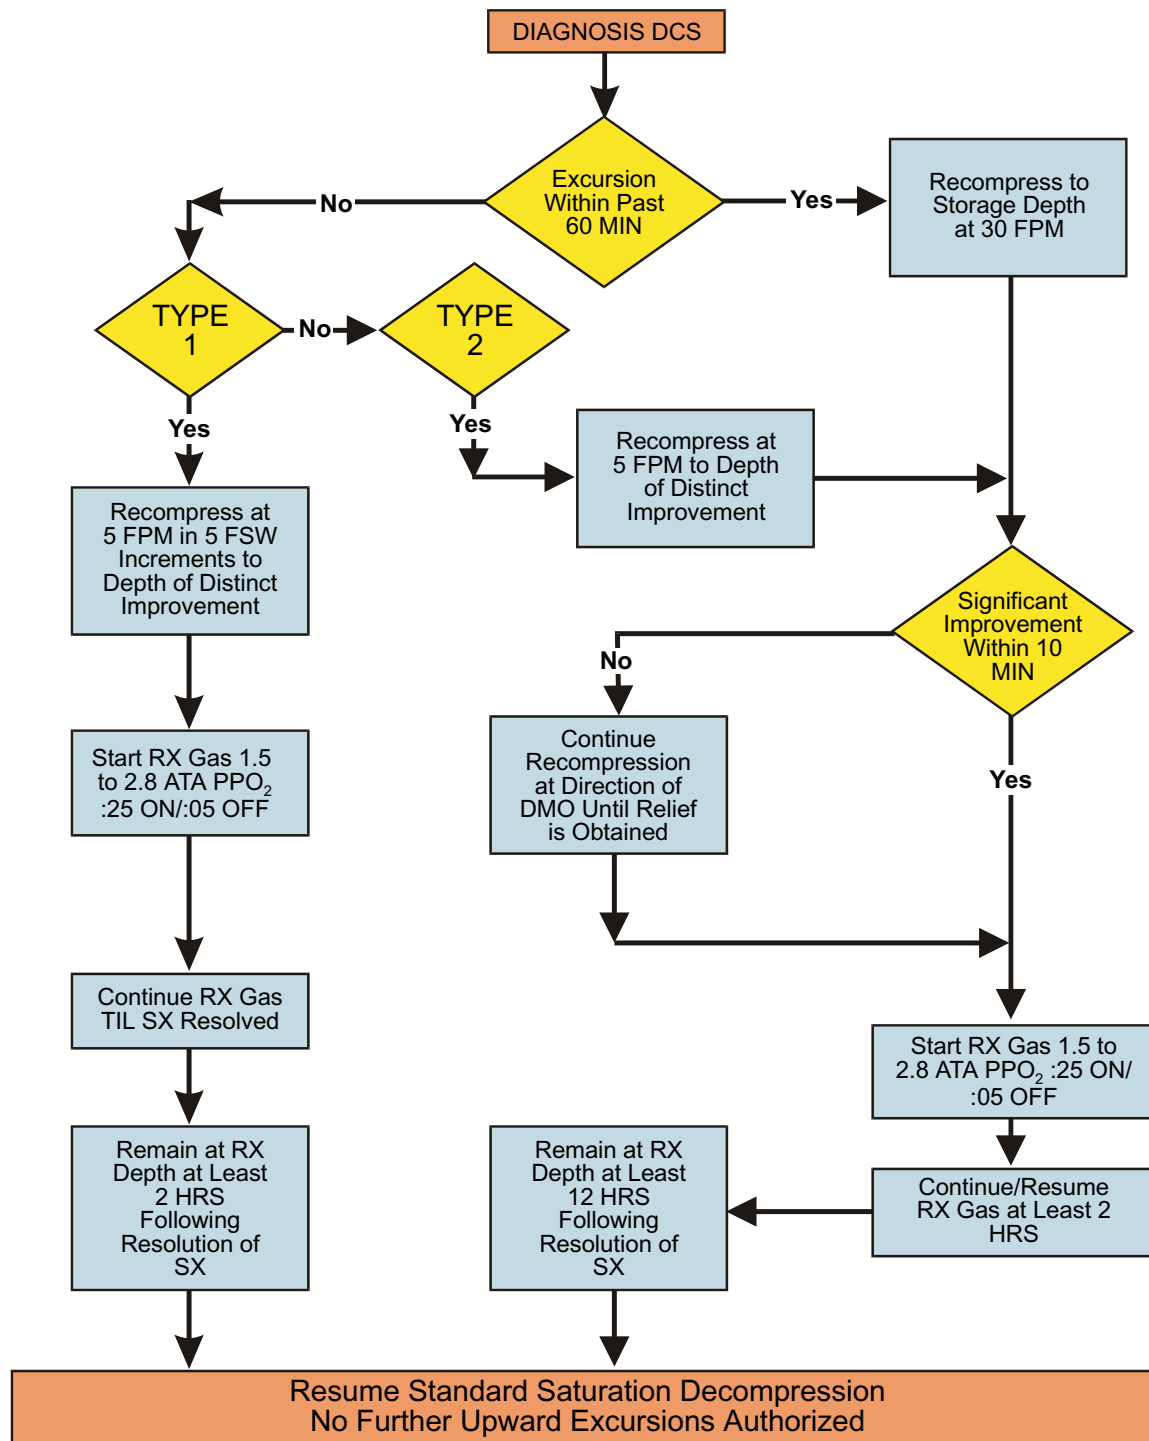 DIAGNOSIS DCS
Excursion
Within Past
60 MIN
No
Yes
Recompress to
Storage Depth
at 30 FPM
TYPE
1
No
TYPE
2
Yes
Yes
Recompress at
5 FPM to Depth
of Distinct
Improvement
Recompress at
5 FPM in 5 FSW
Increments to
Depth of Distinct
Improvement
Significant
Improvement
Within 10
MIN
No
Yes
Start RX Gas 1.5
to 2.8 ATA PPO₂
:25 ON/:05 OFF
Continue
Recompression
at Direction of
DMO Until Relief
is Obtained
Continue RX Gas
TIL SX Resolved
Start RX Gas 1.5 to
2.8 ATA PPO₂ :25 ON/
:05 OFF
Remain at RX
Depth at Least
2 HRS
Following
Resolution of
SX
Remain at RX
Depth at Least
12 HRS
Following
Resolution of
SX
Continue/Resume
RX Gas at Least 2
HRS
Resume Standard Saturation Decompression
No Further Upward Excursions Authorized